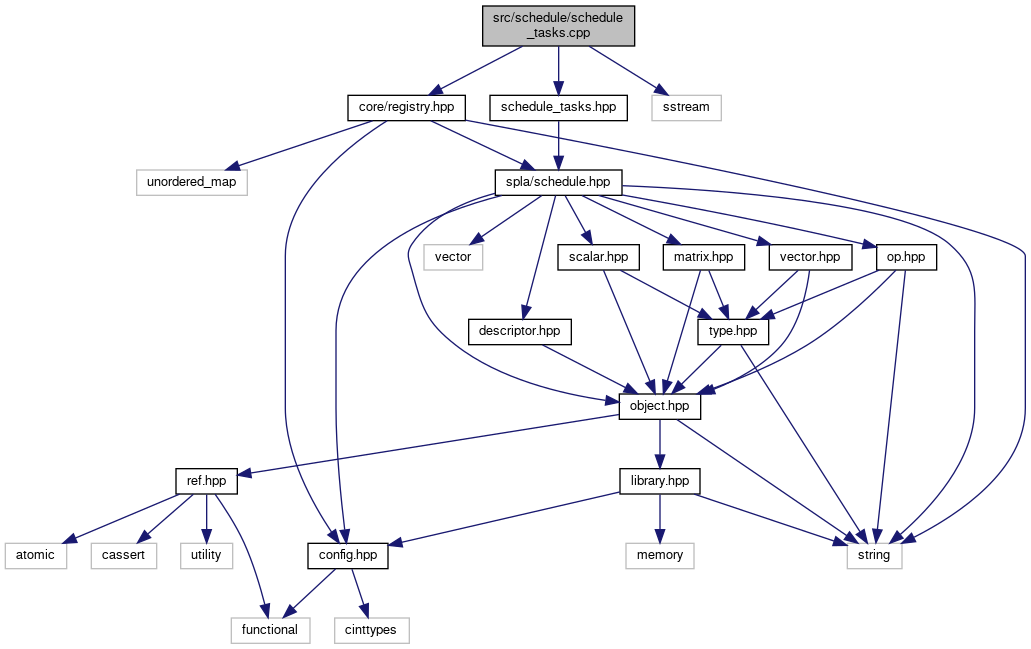 src/schedule/schedule
_tasks.cpp
core/registry.hpp
schedule_tasks.hpp
sstream
unordered_map
spla/schedule.hpp
vector
scalar.hpp
matrix.hpp
vector.hpp
op.hpp
descriptor.hpp
type.hpp
object.hpp
ref.hpp
library.hpp
atomic
cassert
utility
config.hpp
memory
string
functional
cinttypes